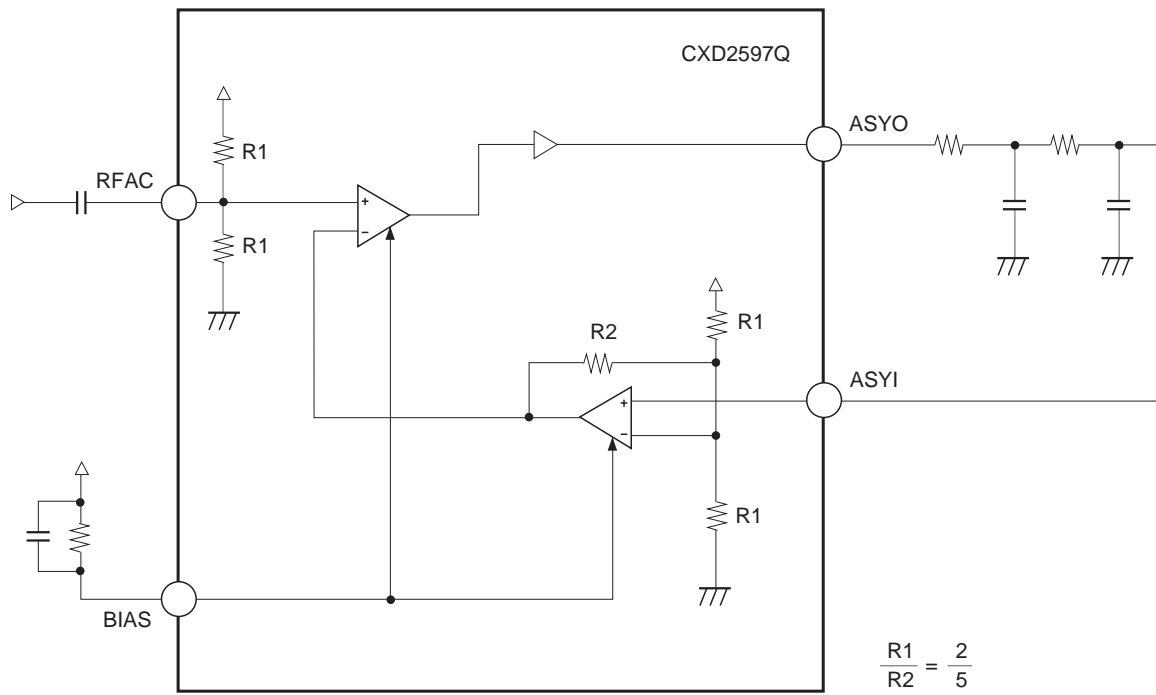 CXD2597Q
ASYO
R1
RFAC
+
−
R1
R1
R2
ASYI
+
−
R1
BIAS
R1
R2
=
2
5